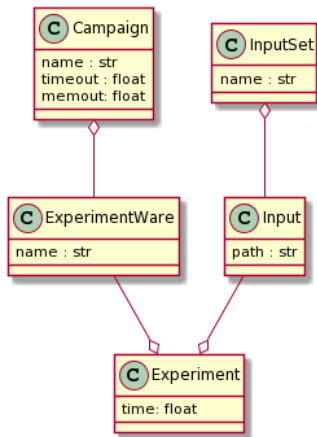 C Campaign
name : str
timeout : float
memout: float
C InputSet
name : str
C ExperimentWare
name : str
C Input
path : str
C Experiment
time: float